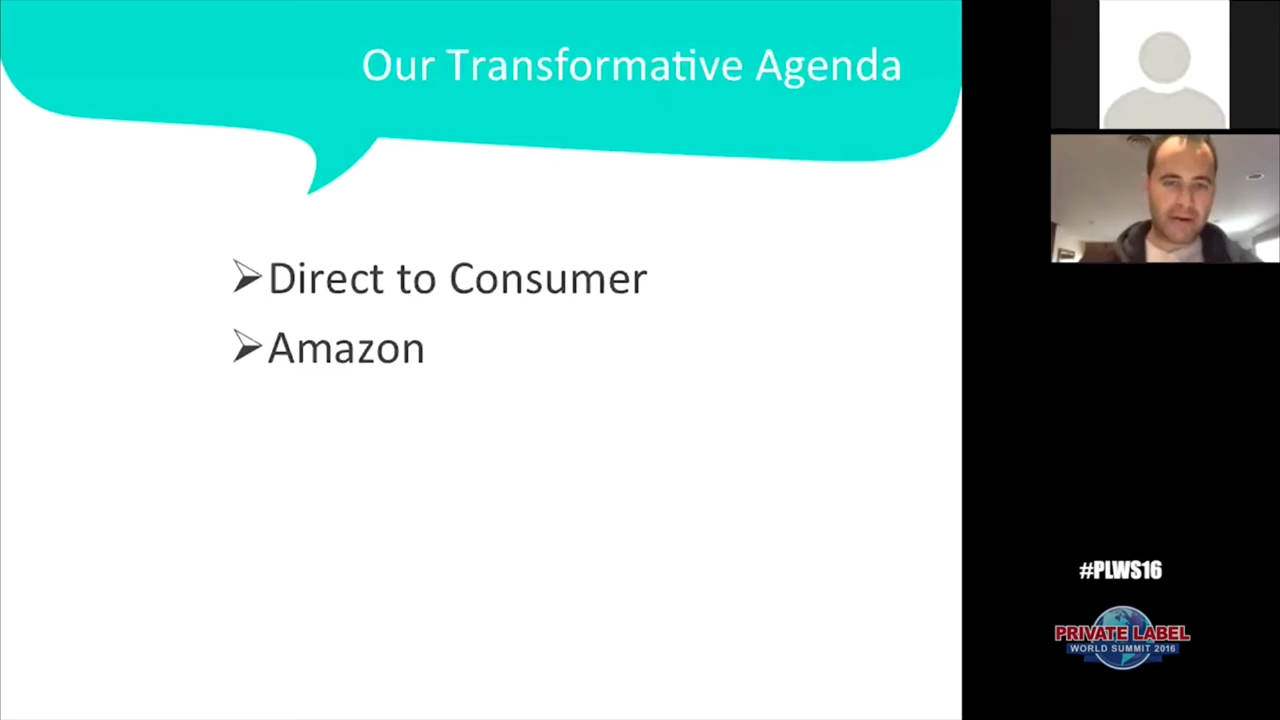 Our Transformative Agenda
➢Direct to Consumer
➢Amazon
#PLWS16
PRIVATE LABEL
WORLD SUMMIT 2016